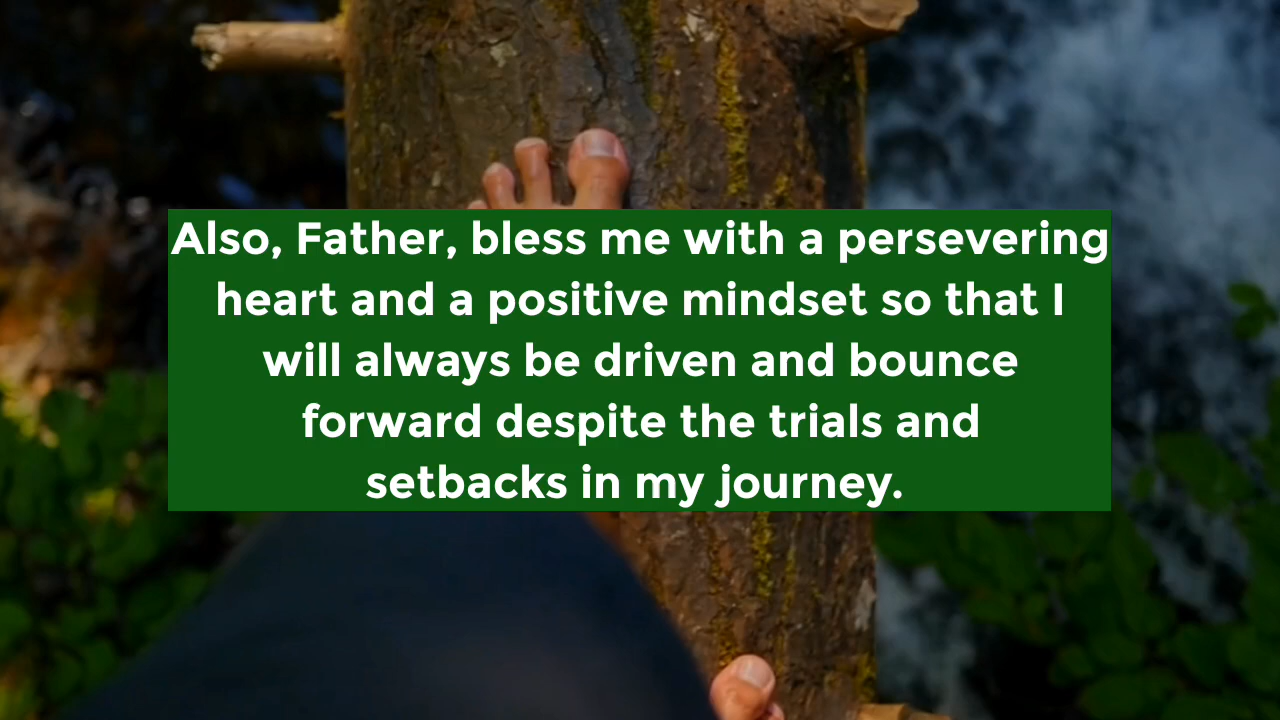 Also, Father, bless me with a persevering
heart and a positive mindset so that I
will always be driven and bounce
forward despite the trials and
setbacks in my journey.